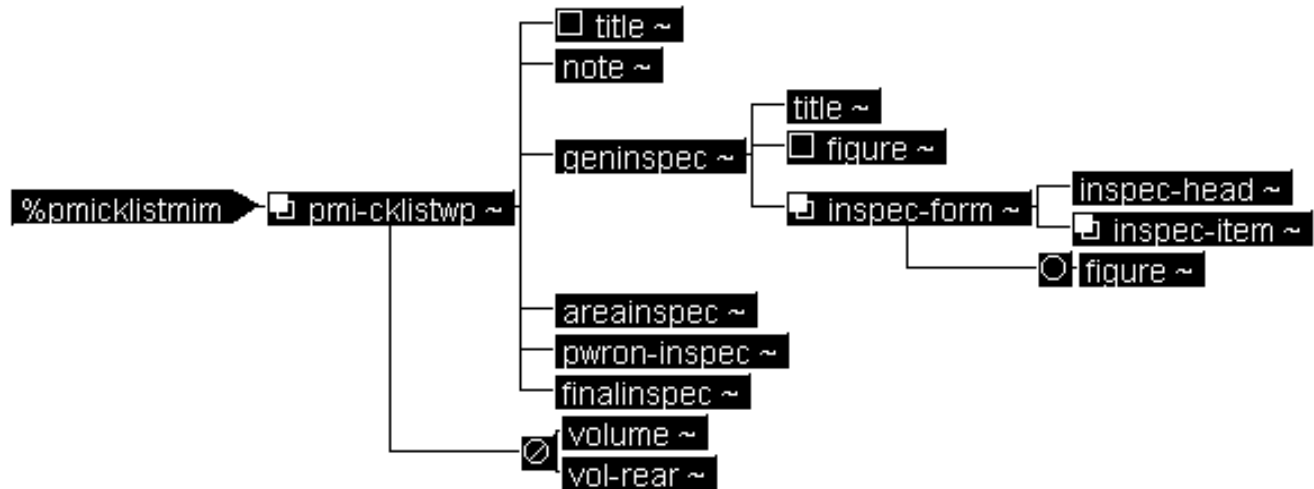 title ~
note ~
title ~
geninspec ~
figure ~
%pmicklistmim
pmi-cklistwp ~
inspec-form ~
inspec-head ~
inspec-item ~
figure ~
areainspec ~
pwron-inspec ~
finalinspec ~
volume ~
vol-rear ~